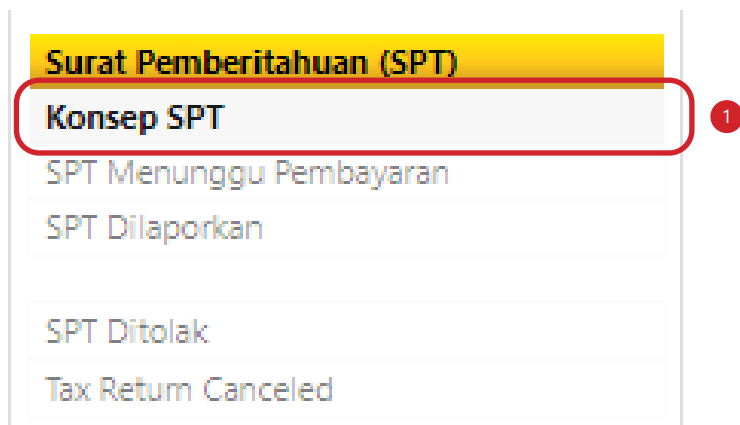 Surat Pemberitahuan (SPT)
Konsep SPT
1
SPT Menunggu Pembayaran
SPT Dilaporkan
SPT Ditolak
Tax Return Canceled